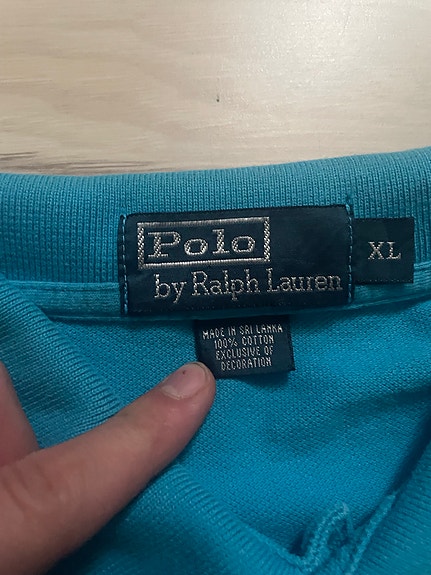 Polo
by Ralph Lauren
XL
MADE IN SRI LANKA
100% COTTON
EXCLUSIVE OF
DECORATION